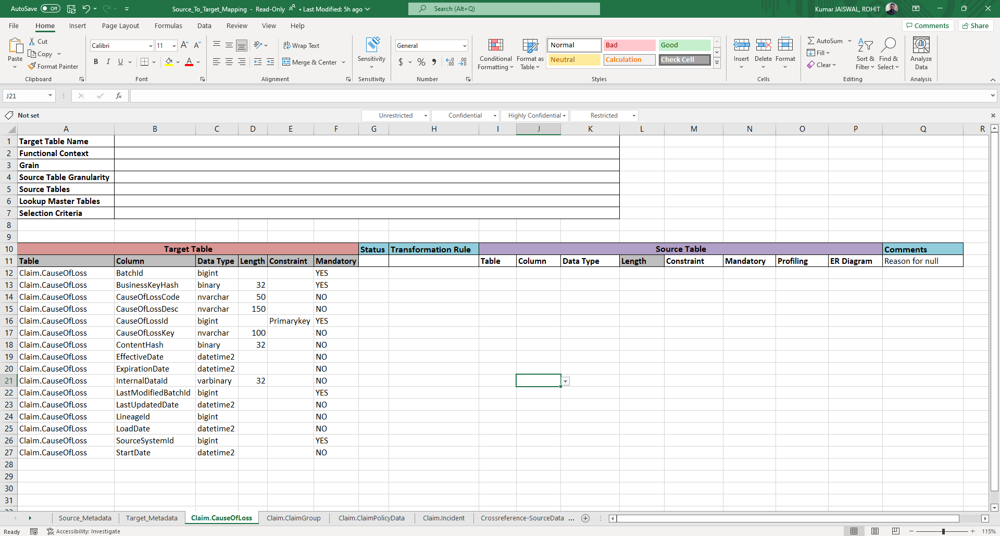 AutoSave Off Source_To_Target_Mapping - Read-Only • Last Modified: 5h ago Search (Alt+Q) Kumar JAISWAL, ROHIT
File Home Insert Page Layout Formulas Data Review View Help Comments Share
Paste Cut Copy Format Painter Clipboard
Calibri 11 B I U Font
Wrap Text Merge & Center Alignment
Sensitivity Sensitivity
General $ % Number
Conditional Formatting Format as Table Normal Bad Good Neutral Calculation Check Cell Styles
Insert Delete Format Cells
AutoSum Fill Clear Sort & Filter Find & Select Editing
Analyze Data Analysis
J21 fx
Not set Unrestricted Confidential Highly Confidential Restricted
A B C D E F G H I J K L M N O P Q R
1 Target Table Name
2 Functional Context
3 Grain
4 Source Table Granularity
5 Source Tables
6 Lookup Master Tables
7 Selection Criteria
8
9
10 Target Table Status Transformation Rule Source Table Comments
11 Table Column Data Type Length Constraint Mandatory Table Column Data Type Length Constraint Mandatory Profiling ER Diagram Reason for null
12 Claim.CauseOfLoss BatchId bigint YES
13 Claim.CauseOfLoss BusinessKeyHash binary 32 YES
14 Claim.CauseOfLoss CauseOfLossCode nvarchar 50 NO
15 Claim.CauseOfLoss CauseOfLossDesc nvarchar 150 NO
16 Claim.CauseOfLoss CauseOfLossId bigint Primarykey YES
17 Claim.CauseOfLoss CauseOfLossKey nvarchar 100 NO
18 Claim.CauseOfLoss ContentHash binary 32 NO
19 Claim.CauseOfLoss EffectiveDate datetime2 NO
20 Claim.CauseOfLoss ExpirationDate datetime2 NO
21 Claim.CauseOfLoss InternalDataId varbinary 32 NO
22 Claim.CauseOfLoss LastModifiedBatchId bigint YES
23 Claim.CauseOfLoss LastUpdatedDate datetime2 NO
24 Claim.CauseOfLoss LineageId bigint NO
25 Claim.CauseOfLoss LoadDate datetime2 NO
26 Claim.CauseOfLoss SourceSystemId bigint YES
27 Claim.CauseOfLoss StartDate datetime2 NO
28
29
30
31
Source_Metadata Target_Metadata Claim.CauseOfLoss Claim.ClaimGroup Claim.ClaimPolicyData Claim.Incident Crossreference-SourceData ...
Ready Accessibility: Investigate 115%